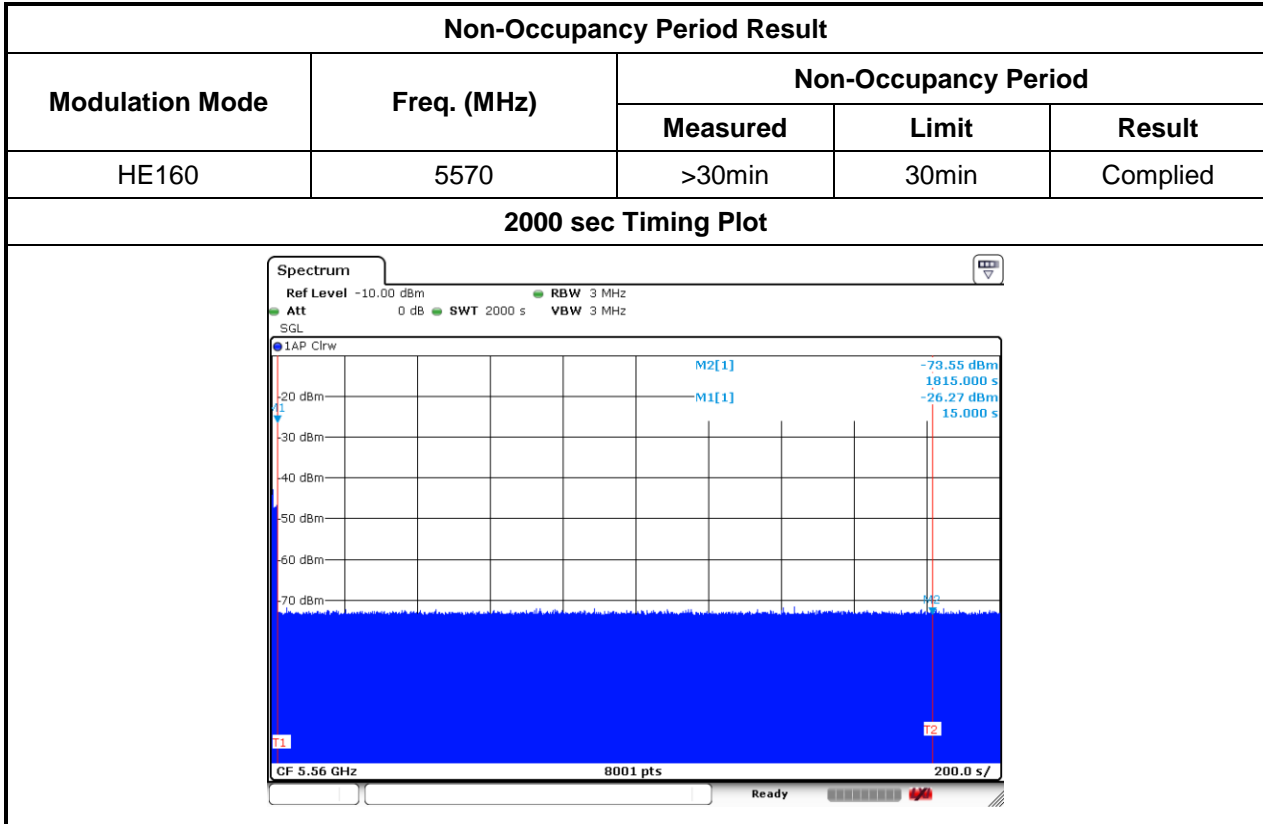 Non-Occupancy Period Result
Modulation Mode Freq. (MHz) Non-Occupancy Period
Measured Limit Result
HE160 5570 >30min 30min Complied
2000 sec Timing Plot
Spectrum
Ref Level -10.00 dBm RBW 3 MHz
Att 0 dB SWT 2000 s VBW 3 MHz
SGL
1AP Clrw
M2[1] -73.55 dBm
1815.000 s
-20 dBm M1[1] -26.27 dBm
M1 15.000 s
-30 dBm
-40 dBm
-50 dBm
-60 dBm
-70 dBm M2
T1 T2
CF 5.56 GHz 8001 pts 200.0 s/
Ready